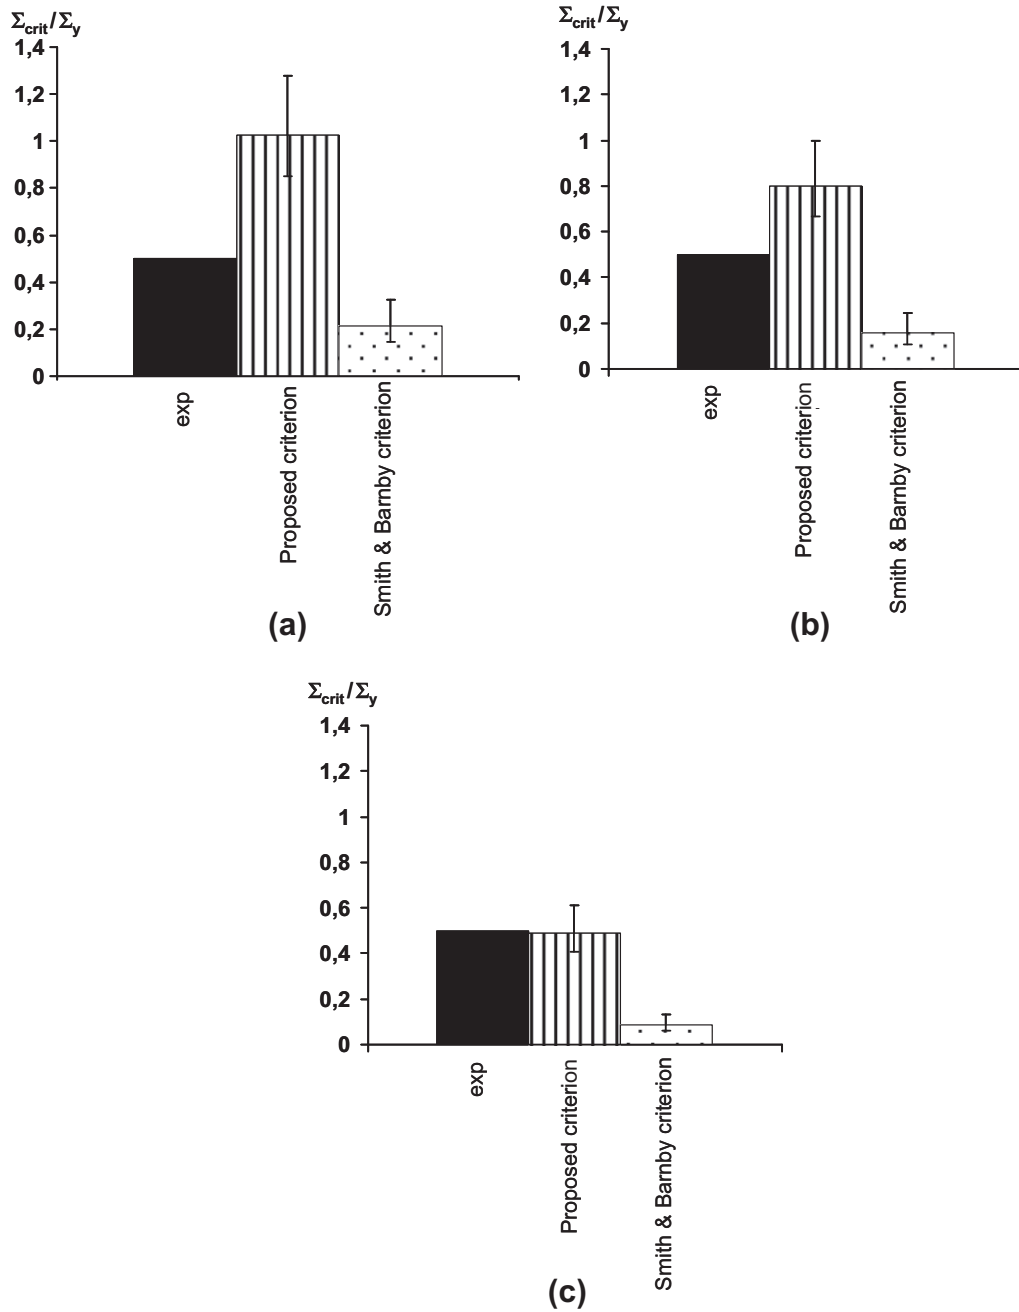 Σcrit/Σy
1,4
1,2
1
0,8
0,6
0,4
0,2
0
exp
Proposed criterion
Smith & Barnby criterion
(a)
Σcrit/Σy
1,4
1,2
1
0,8
0,6
0,4
0,2
0
exp
Proposed criterion
Smith & Barnby criterion
(b)
Σcrit/Σy
1,4
1,2
1
0,8
0,6
0,4
0,2
0
exp
Proposed criterion
Smith & Barnby criterion
(c)